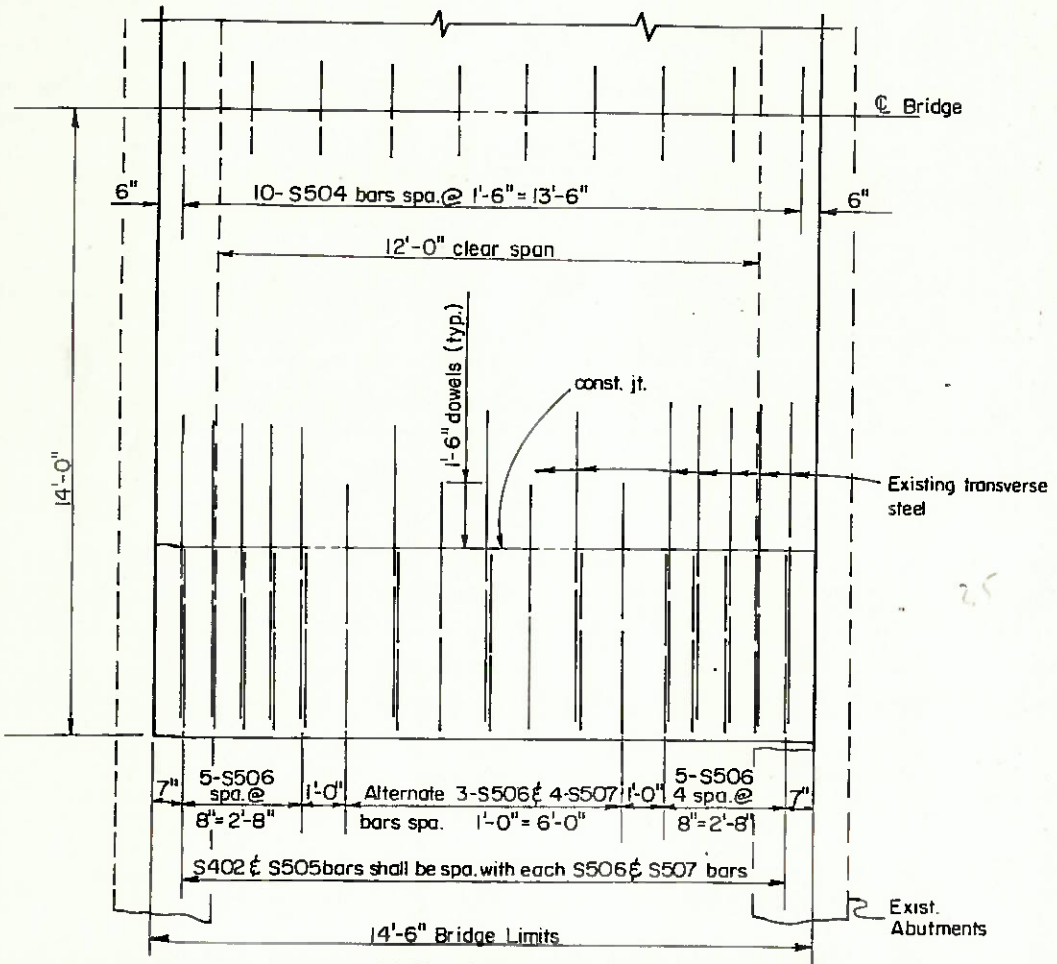 ℄ Bridge
6"
10- S504 bars spa.@ 1'-6" = 13'-6"
6"
12'-0" clear span
1'-6" dowels (typ.)
const. jt.
14'-0"
Existing transverse
steel
2.5
7"
5-S506
spa.@
8"=2'-8"
1'-0"
Alternate 3-S506 & 4-S507
bars spa. 1'-0"=6'-0"
1'-0"
5-S506
4 spa.@
8"=2'-8"
7"
S402 & S505 bars shall be spa. with each S506 & S507 bars
Exist.
Abutments
14'-6" Bridge Limits